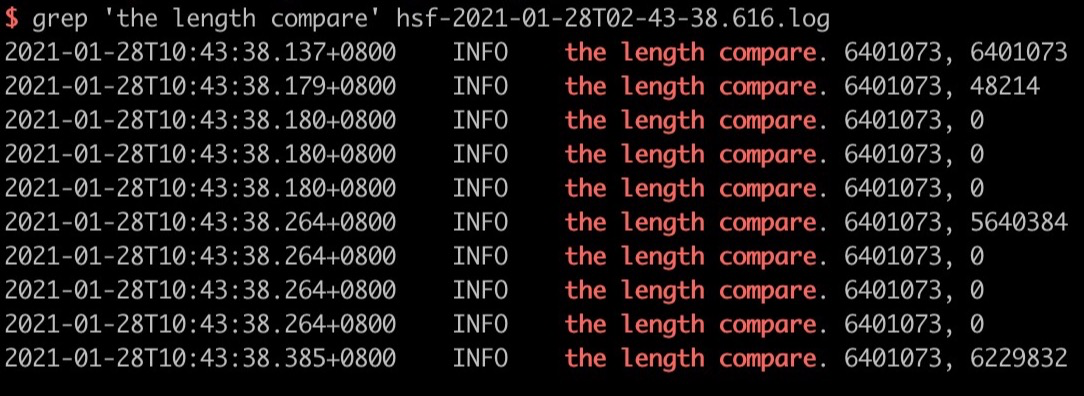 $ grep 'the length compare' hsf-2021-01-28T02-43-38.616.log
2021-01-28T10:43:38.137+0800    INFO    the length compare. 6401073, 6401073
2021-01-28T10:43:38.179+0800    INFO    the length compare. 6401073, 48214
2021-01-28T10:43:38.180+0800    INFO    the length compare. 6401073, 0
2021-01-28T10:43:38.180+0800    INFO    the length compare. 6401073, 0
2021-01-28T10:43:38.180+0800    INFO    the length compare. 6401073, 0
2021-01-28T10:43:38.264+0800    INFO    the length compare. 6401073, 5640384
2021-01-28T10:43:38.264+0800    INFO    the length compare. 6401073, 0
2021-01-28T10:43:38.264+0800    INFO    the length compare. 6401073, 0
2021-01-28T10:43:38.264+0800    INFO    the length compare. 6401073, 0
2021-01-28T10:43:38.385+0800    INFO    the length compare. 6401073, 6229832